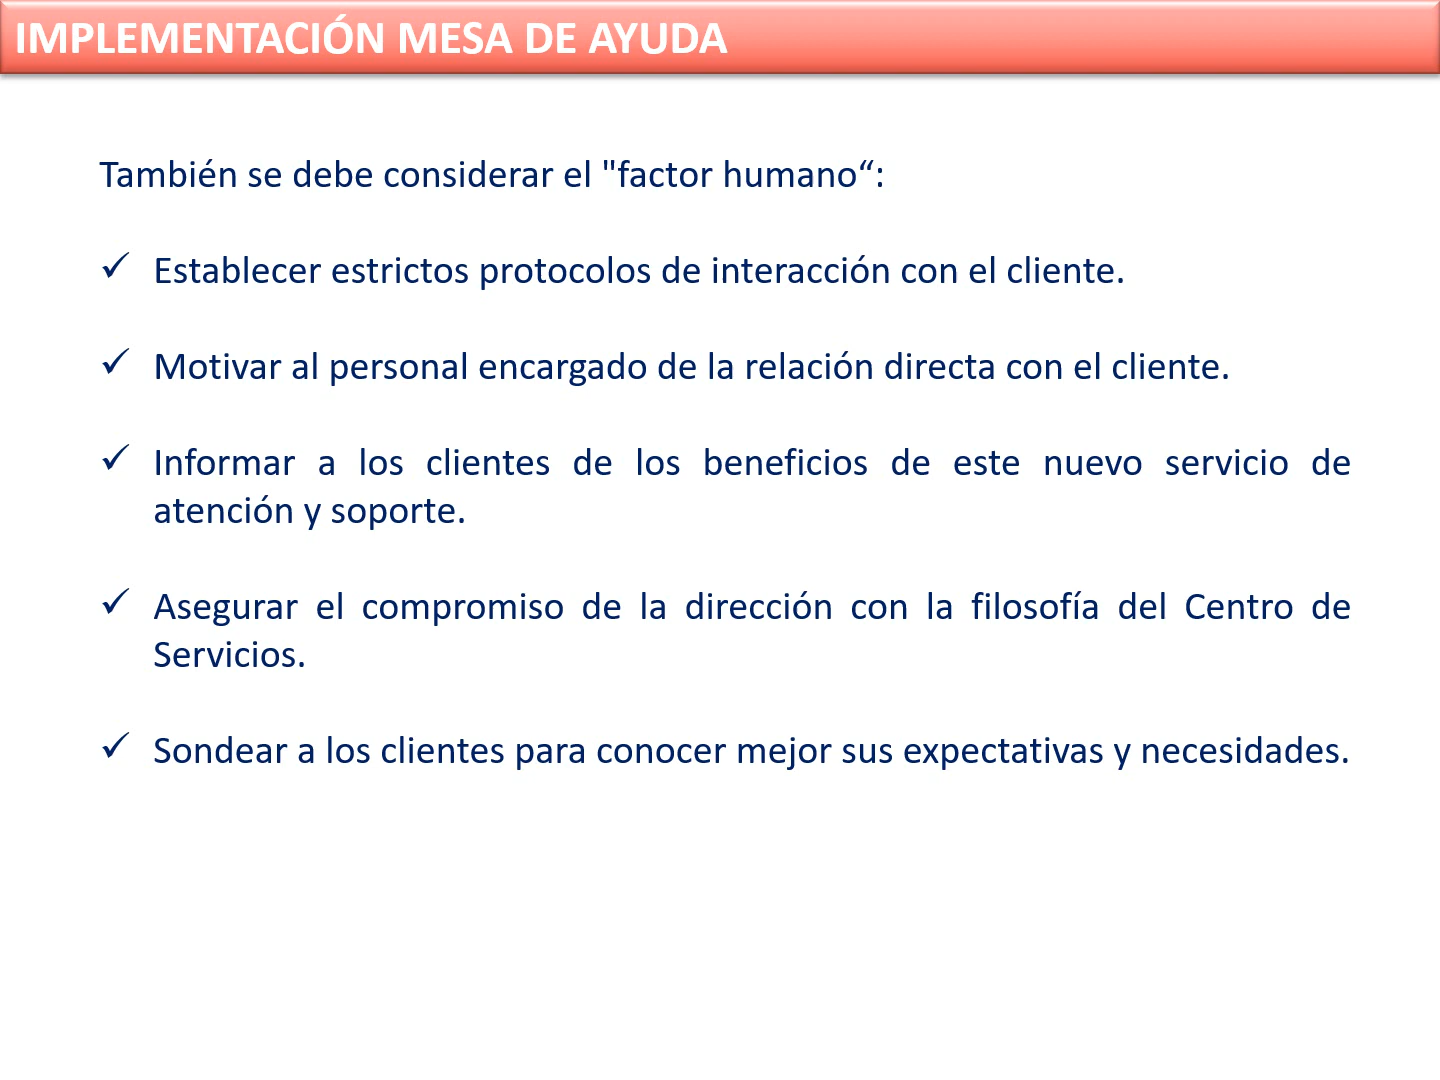 IMPLEMENTACIÓN MESA DE AYUDA
También se debe considerar el "factor humano“:
✓ Establecer estrictos protocolos de interacción con el cliente.
✓ Motivar al personal encargado de la relación directa con el cliente.
✓ Informar a los clientes de los beneficios de este nuevo servicio de
atención y soporte.
✓ Asegurar el compromiso de la dirección con la filosofía del Centro de
Servicios.
✓ Sondear a los clientes para conocer mejor sus expectativas y necesidades.